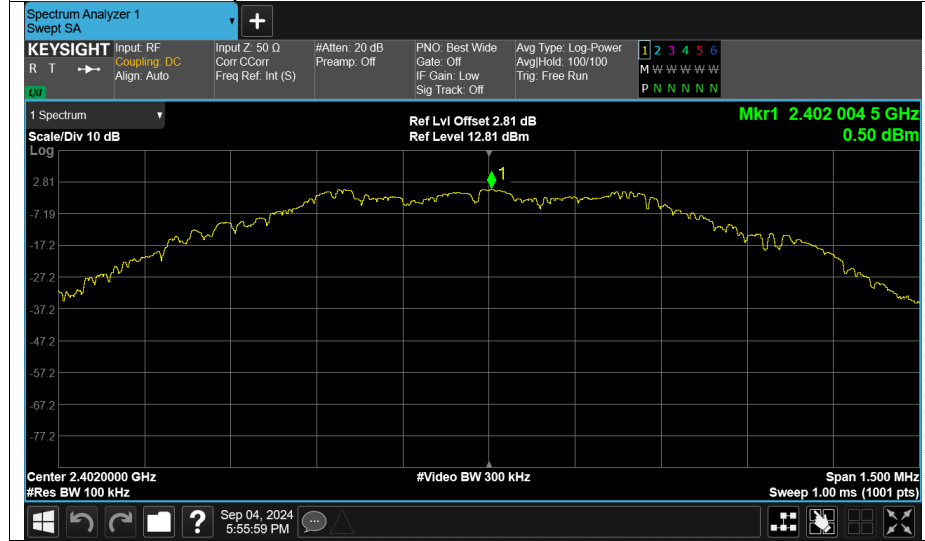 Spectrum Analyzer 1
Swept SA
+
KEYSIGHT
R T
LXI
Input: RF
Coupling: DC
Align: Auto
Input Z: 50 Ω
Corr CCorr
Freq Ref: Int (S)
#Atten: 20 dB
Preamp: Off
PNO: Best Wide
Gate: Off
IF Gain: Low
Sig Track: Off
Avg Type: Log-Power
Avg|Hold: 100/100
Trig: Free Run
1 2 3 4 5 6
M W W W W W
P N N N N N
1 Spectrum
Scale/Div 10 dB
Ref Lvl Offset 2.81 dB
Ref Level 12.81 dBm
Mkr1 2.402 004 5 GHz
0.50 dBm
Log
1
2.81
-7.19
-17.2
-27.2
-37.2
-47.2
-57.2
-67.2
-77.2
Center 2.4020000 GHz
#Res BW 100 kHz
#Video BW 300 kHz
Span 1.500 MHz
Sweep 1.00 ms (1001 pts)
?
Sep 04, 2024
5:55:59 PM